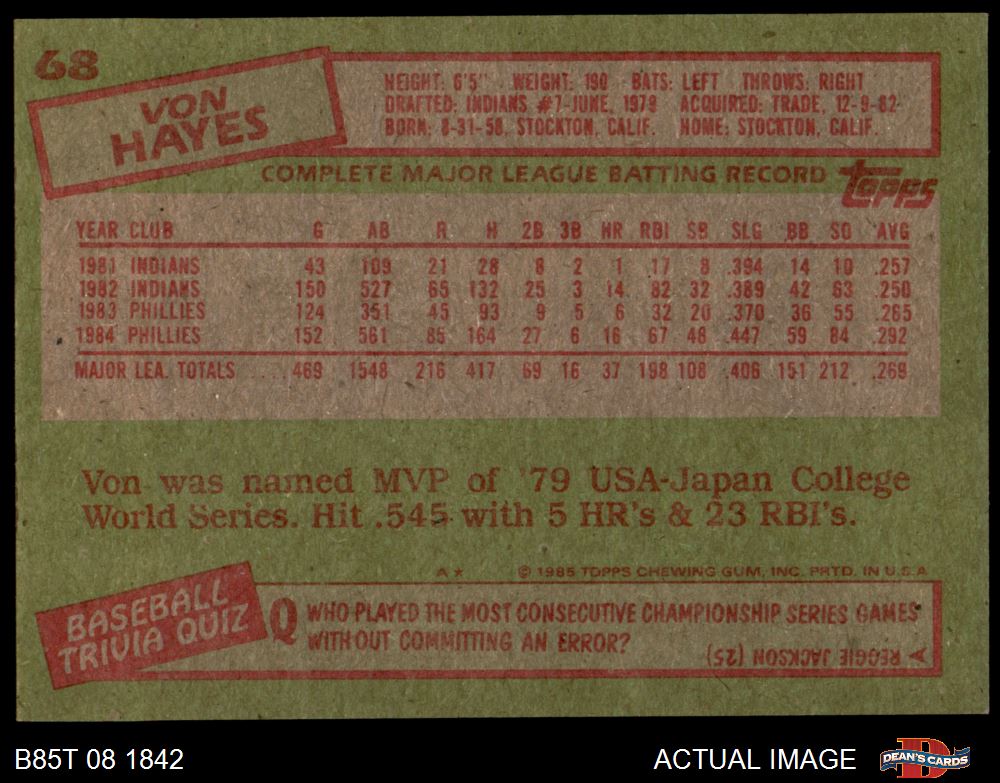 68
VON
HAYES
HEIGHT: 6'5" WEIGHT: 190 BATS: LEFT THROWS: RIGHT
DRAFTED: INDIANS #7-JUNE, 1979 ACQUIRED: TRADE, 12-9-82
BORN: 8-31-58, STOCKTON, CALIF. HOME: STOCKTON, CALIF.
COMPLETE MAJOR LEAGUE BATTING RECORD topps
YEAR CLUB G AB R H 2B 3B HR RBI SB SLG BB SO AVG
1981 INDIANS 43 109 21 28 8 2 1 17 8 .394 14 10 .257
1982 INDIANS 150 527 65 132 25 3 14 82 32 .389 42 63 .250
1983 PHILLIES 124 351 45 93 9 5 6 32 20 .370 36 55 .265
1984 PHILLIES 152 561 85 164 27 6 16 67 48 .447 59 84 .292
MAJOR LEA. TOTALS .... 469 1548 216 417 69 16 37 198 108 .406 151 212 .269
Von was named MVP of '79 USA-Japan College
World Series. Hit .545 with 5 HR's & 23 RBI's.
A★ © 1985 TOPPS CHEWING GUM, INC. PRTD. IN U.S.A.
BASEBALL
TRIVIA QUIZ
Q WHO PLAYED THE MOST CONSECUTIVE CHAMPIONSHIP SERIES GAMES
WITHOUT COMMITTING AN ERROR?
A REGGIE JACKSON (25)
B85T 08 1842 ACTUAL IMAGE DEAN'S CARDS